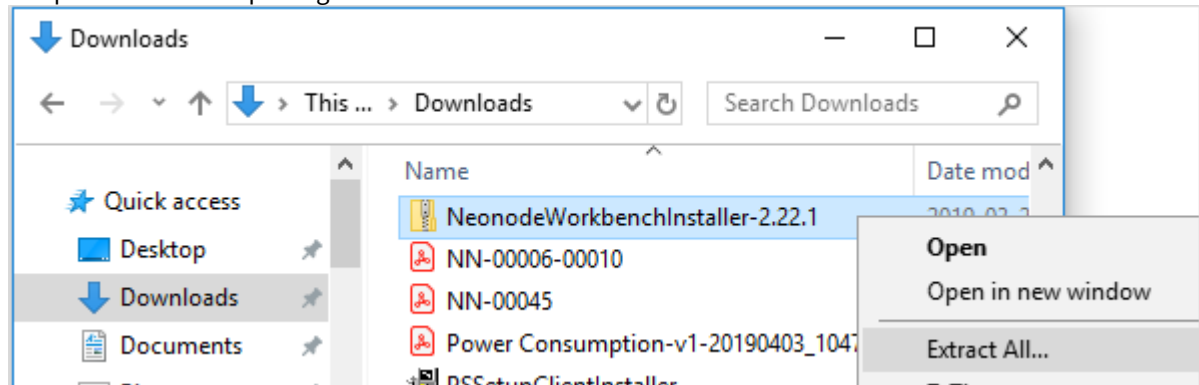 Downloads
This ... > Downloads
Search Downloads
Name
Date mod
Quick access
Desktop
Downloads
Documents
NeonodeWorkbenchInstaller-2.22.1
NN-00006-00010
NN-00045
Power Consumption-v1-20190403_1047
PSSetupClientInstaller
Open
Open in new window
Extract All...